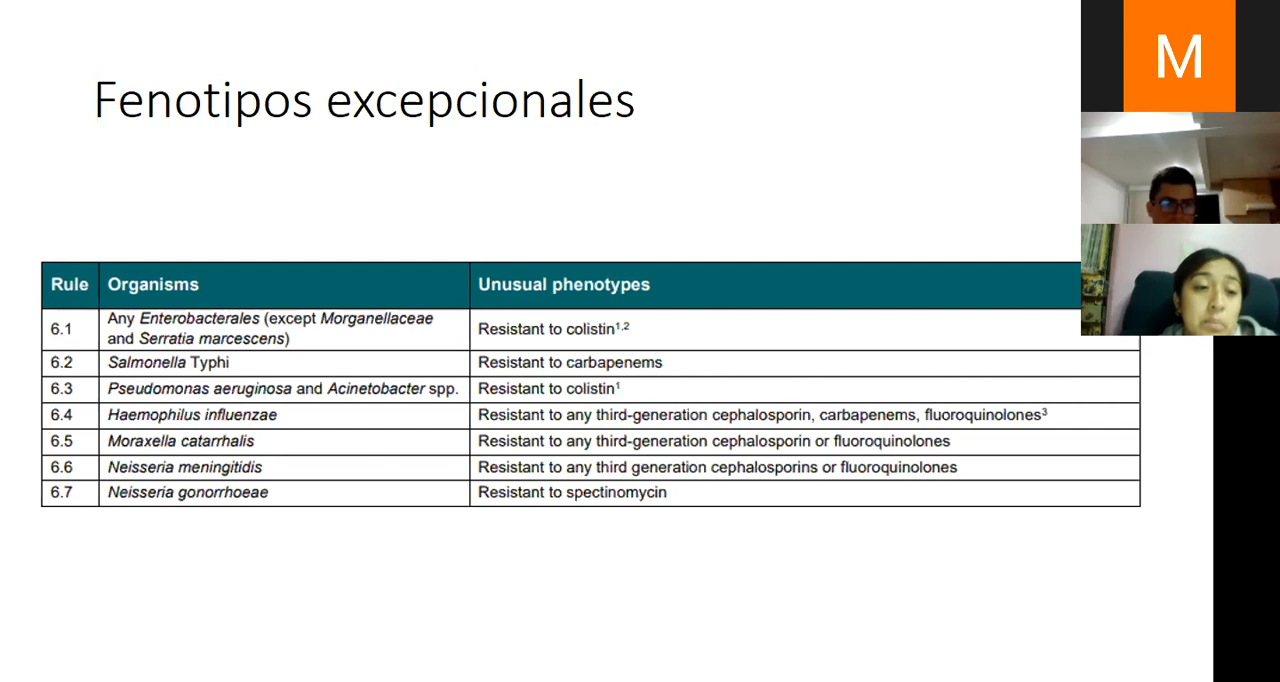 M
Fenotipos excepcionales
Rule Organisms Unusual phenotypes
6.1 Any Enterobacterales (except Morganellaceae
and Serratia marcescens) Resistant to colistin¹,²
6.2 Salmonella Typhi Resistant to carbapenems
6.3 Pseudomonas aeruginosa and Acinetobacter spp. Resistant to colistin¹
6.4 Haemophilus influenzae Resistant to any third-generation cephalosporin, carbapenems, fluoroquinolones³
6.5 Moraxella catarrhalis Resistant to any third-generation cephalosporin or fluoroquinolones
6.6 Neisseria meningitidis Resistant to any third generation cephalosporins or fluoroquinolones
6.7 Neisseria gonorrhoeae Resistant to spectinomycin